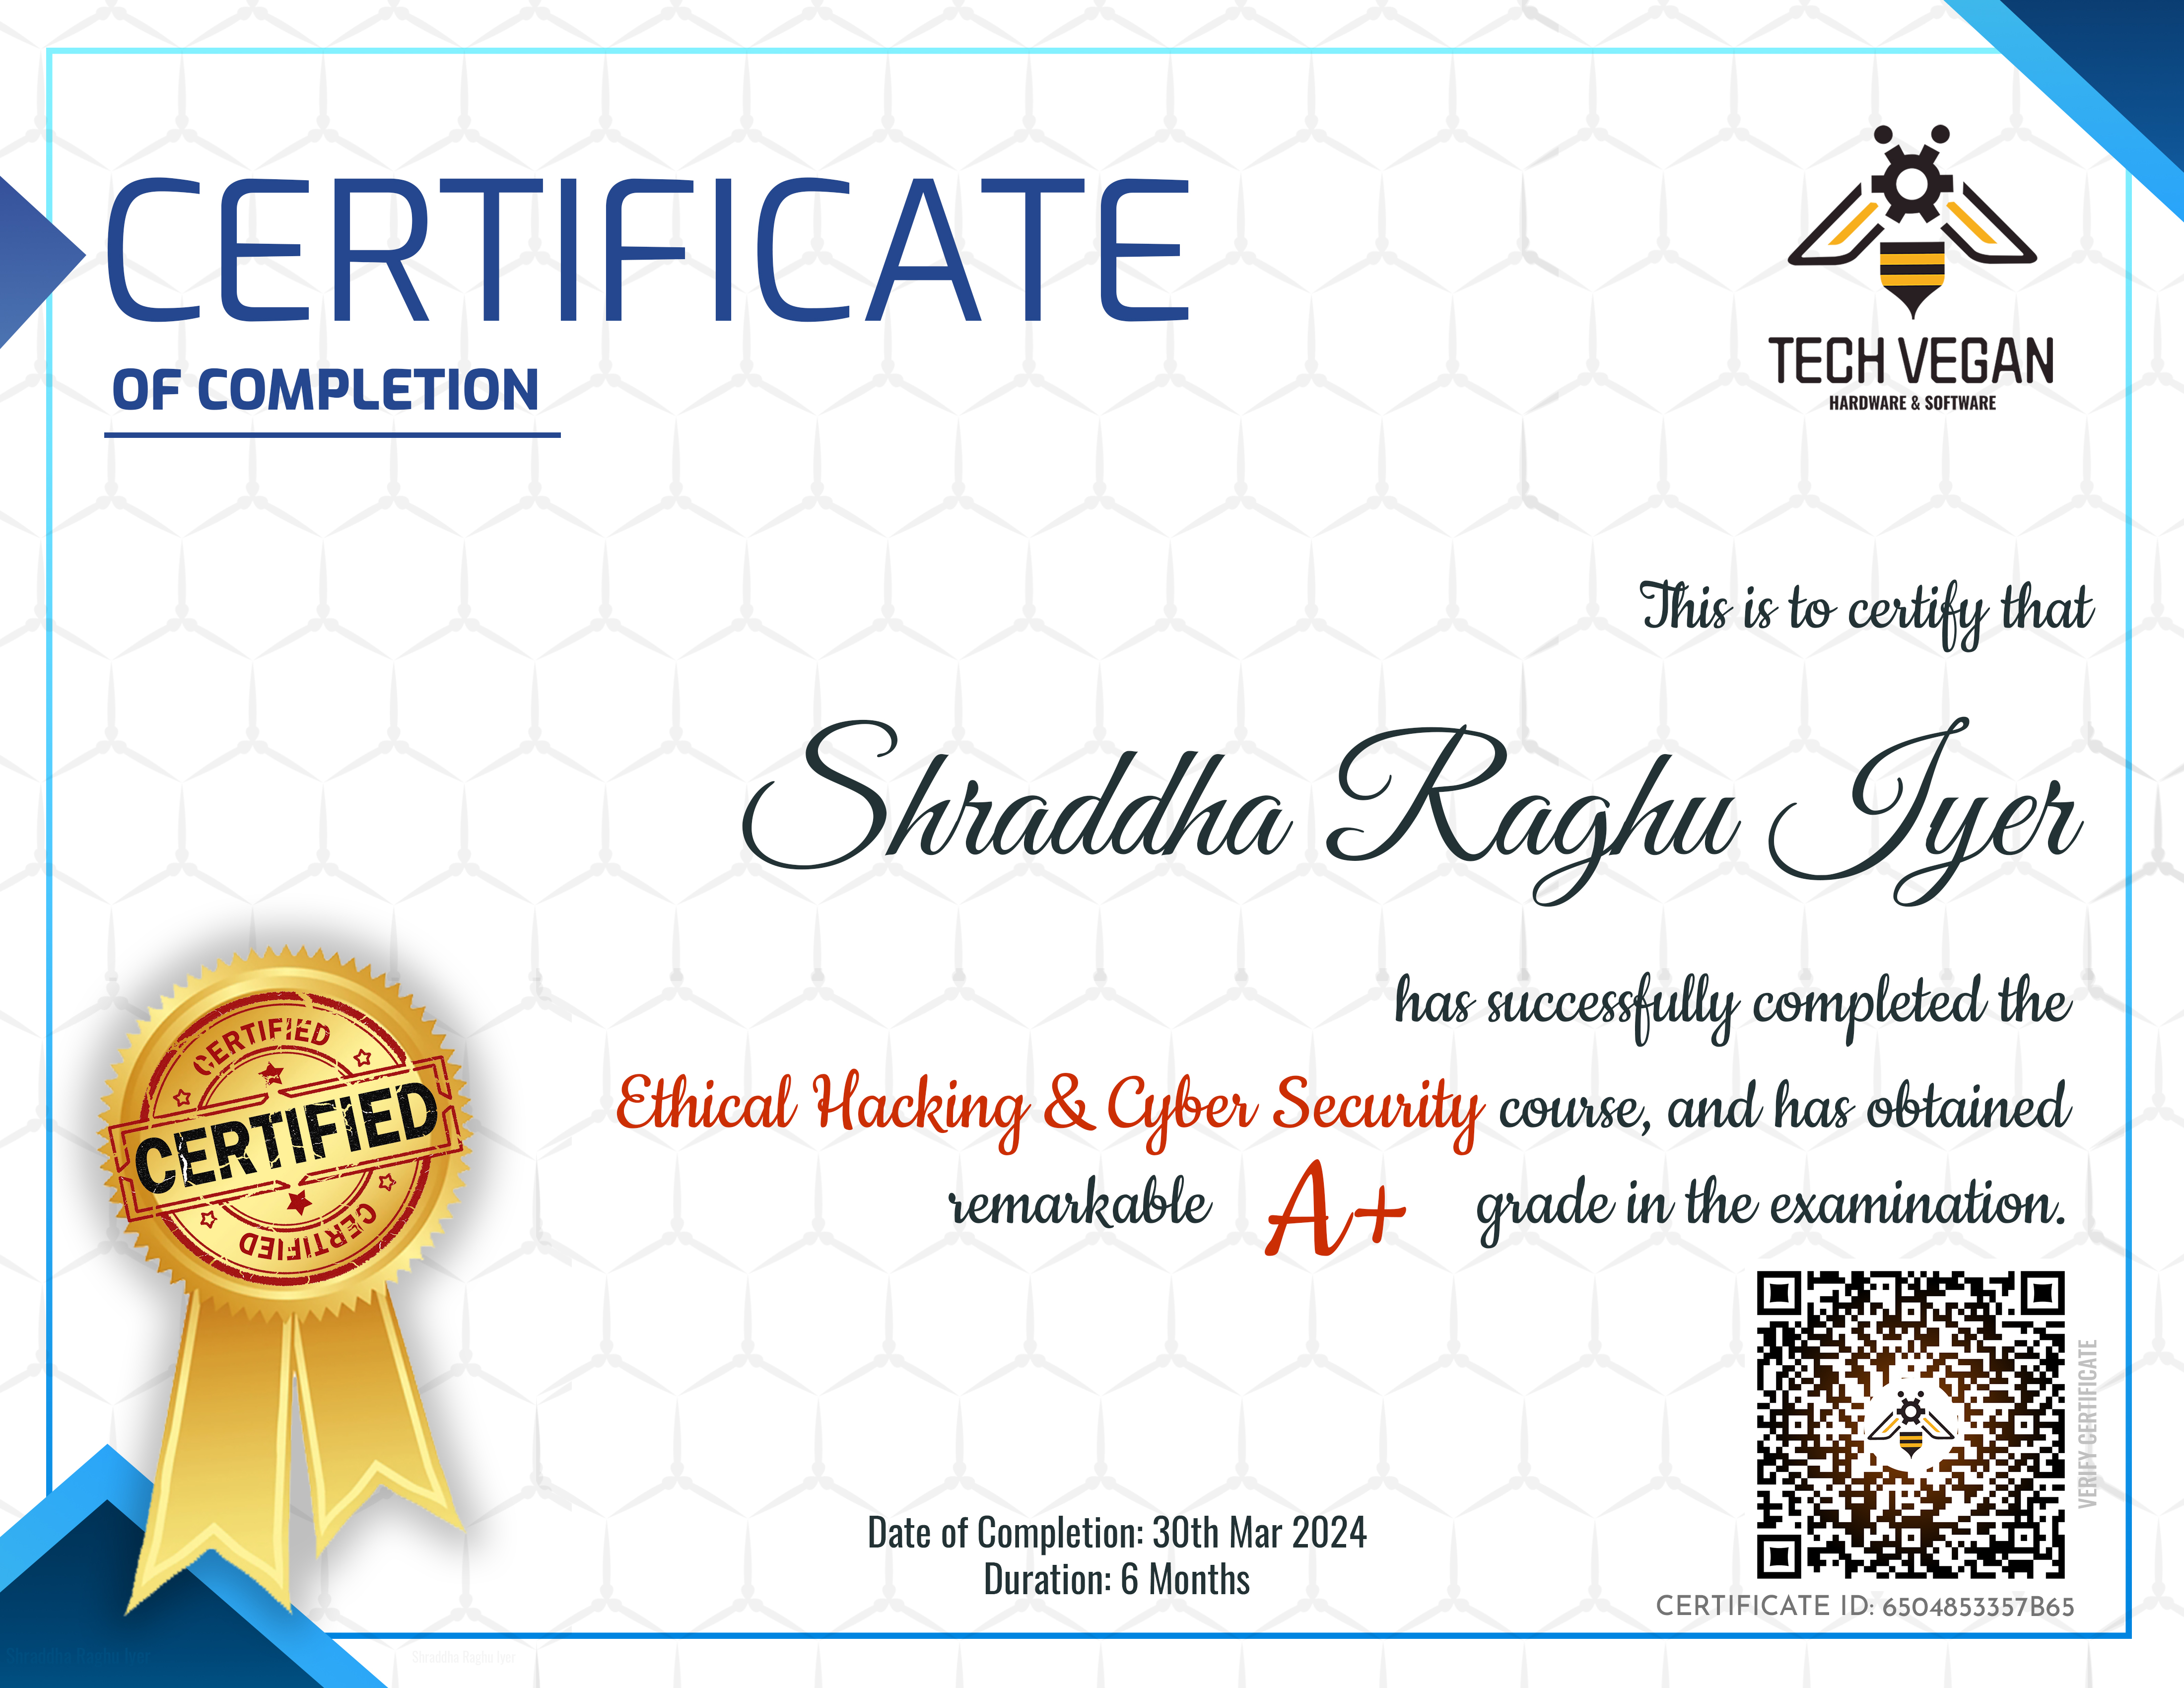 CERTIFICATE
OF COMPLETION
TECH VEGAN
HARDWARE & SOFTWARE
This is to certify that
Shraddha Raghu Iyer
has successfully completed the
Ethical Hacking & Cyber Security course, and has obtained
remarkable A+ grade in the examination.
CERTIFIED
CERTIFIED
CERTIFIED
VERIFY CERTIFICATE
Date of Completion: 30th Mar 2024
Duration: 6 Months
CERTIFICATE ID: 6504853357B65
Shraddha Raghu Iyer
Shraddha Raghu Iyer